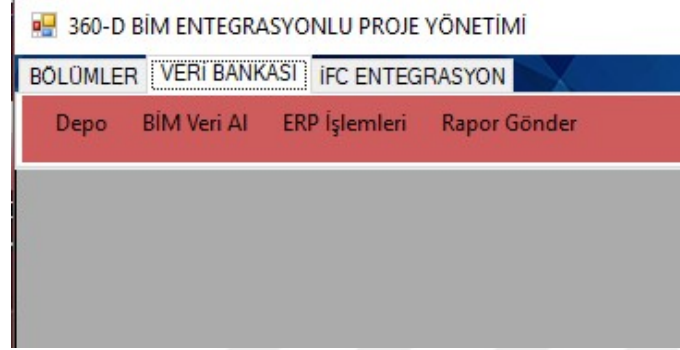 360-D BİM ENTEGRASYONLU PROJE YÖNETİMİ
BÖLÜMLER VERİ BANKASI İFC ENTEGRASYON
Depo BİM Veri Al ERP İşlemleri Rapor Gönder